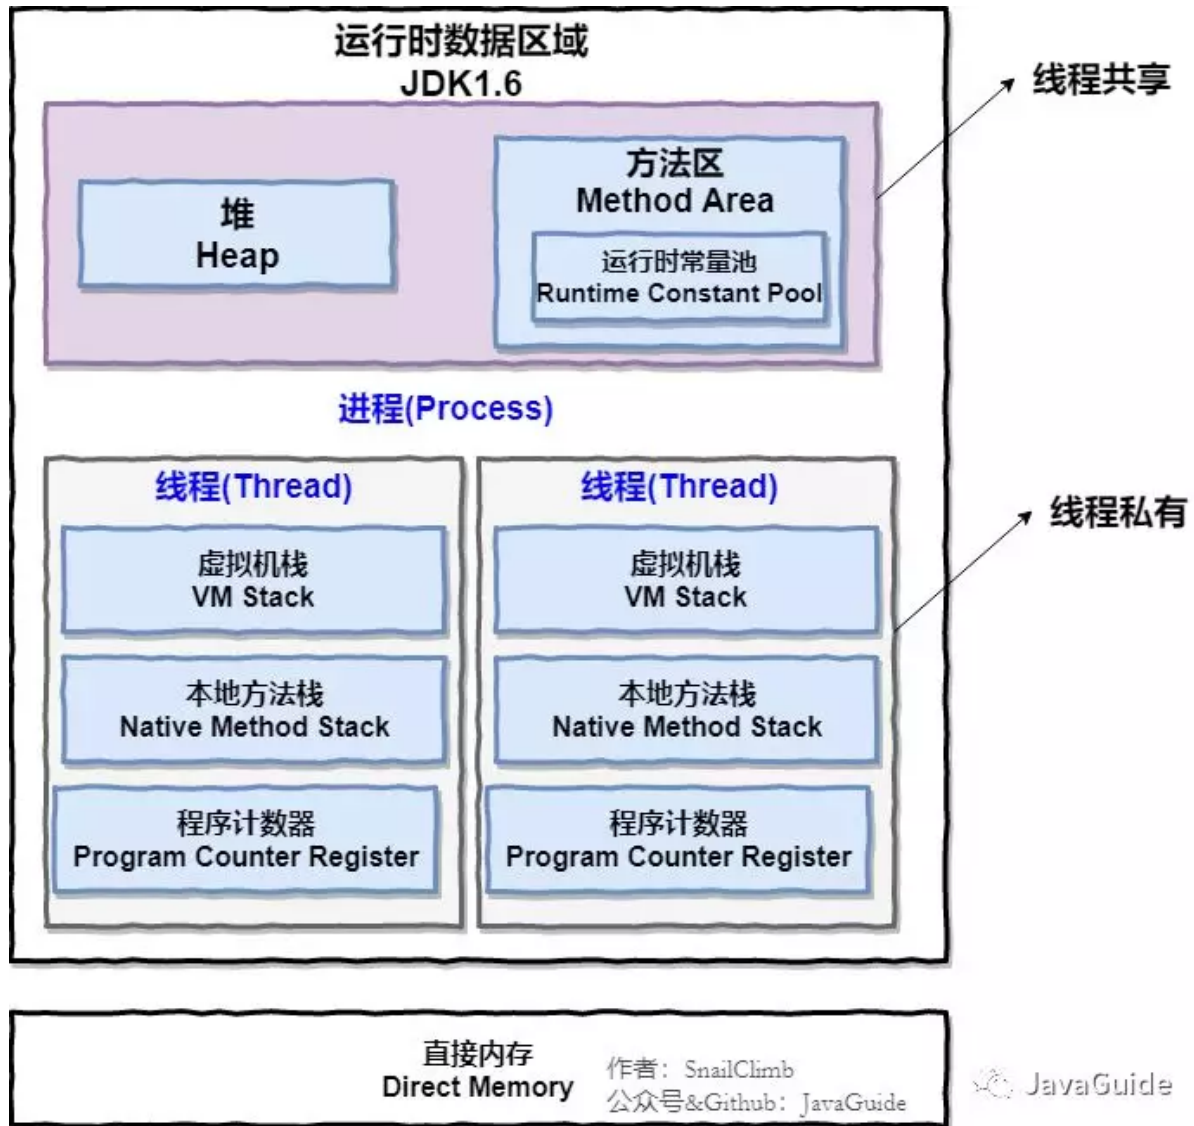 运行时数据区域
JDK1.6
线程共享
堆
Heap
方法区
Method Area
运行时常量池
Runtime Constant Pool
进程(Process)
线程(Thread)
虚拟机栈
VM Stack
本地方法栈
Native Method Stack
程序计数器
Program Counter Register
线程(Thread)
虚拟机栈
VM Stack
本地方法栈
Native Method Stack
程序计数器
Program Counter Register
线程私有
直接内存
Direct Memory
作者：SnailClimb
公众号&Github：JavaGuide
JavaGuide